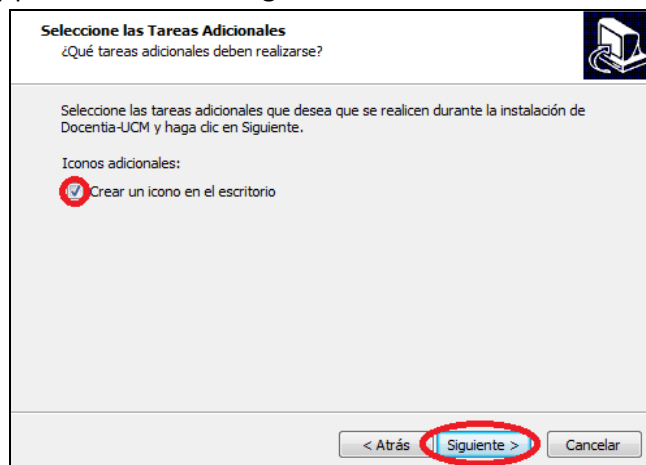 Seleccione las Tareas Adicionales
¿Qué tareas adicionales deben realizarse?
Seleccione las tareas adicionales que desea que se realicen durante la instalación de
Docentia-UCM y haga clic en Siguiente.
Iconos adicionales:
Crear un icono en el escritorio
< Atrás Siguiente > Cancelar